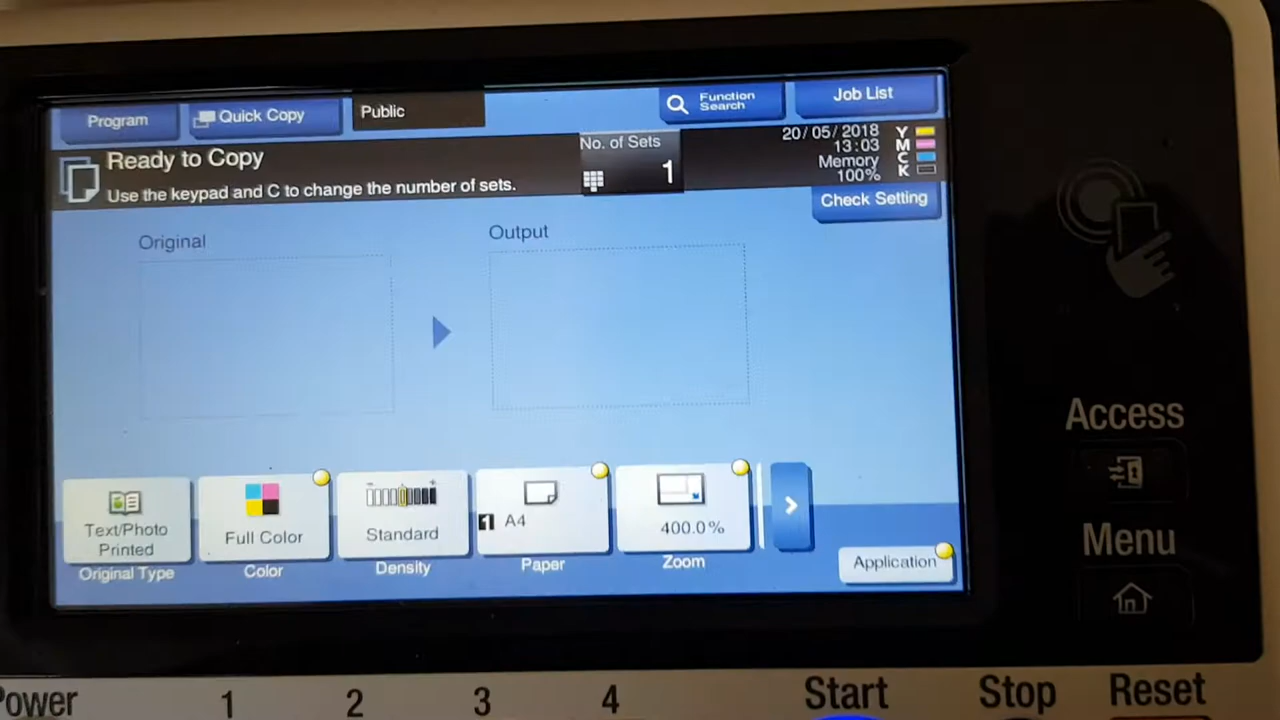 Program
Quick Copy
Public
Function
Search
Job List
Ready to Copy
Use the keypad and C to change the number of sets.
No. of Sets
1
20/05/2018
13:03
Memory
100%
Y
M
C
K
Check Setting
Original
Output
Text/Photo
Printed
Original Type
Full Color
Color
- +
Standard
Density
1 A4
Paper
400.0%
Zoom
Application
Access
Menu
Power
1
2
3
4
Start
Stop
Reset